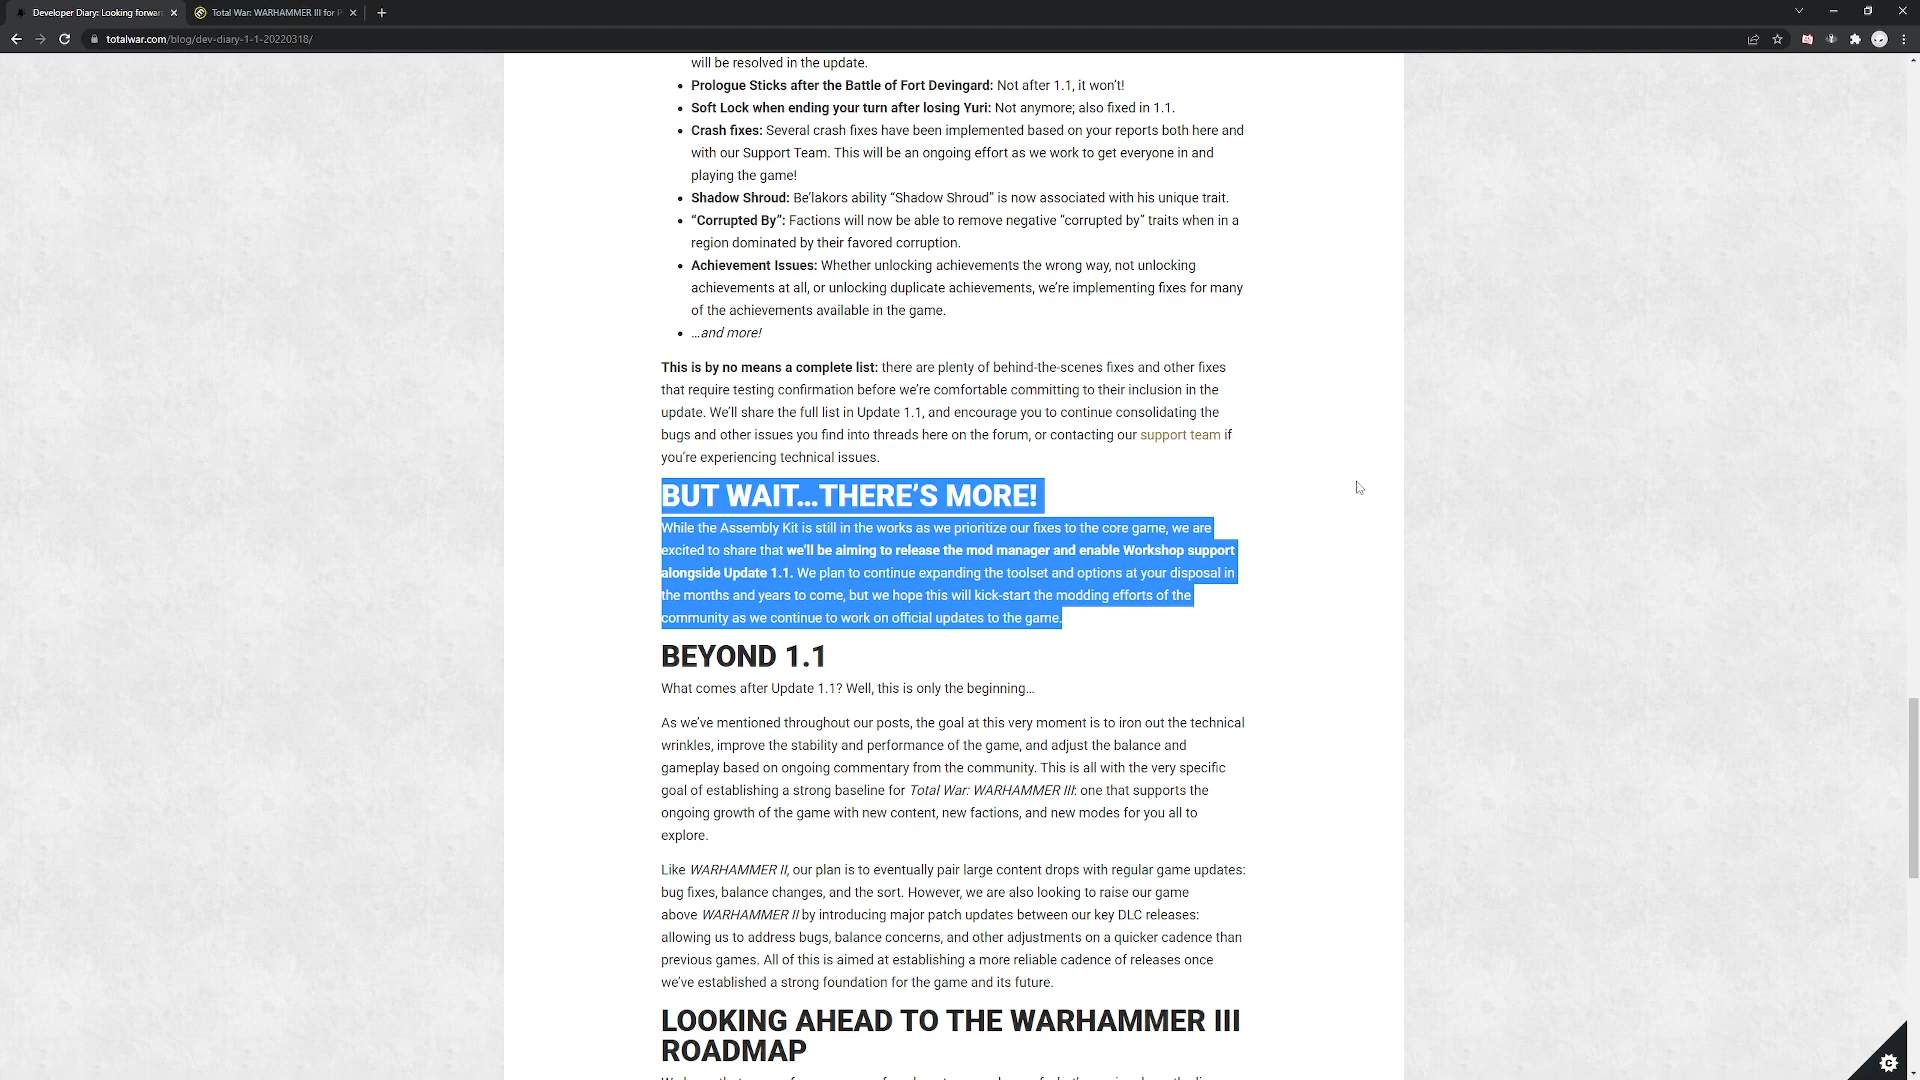 Developer Diary: Looking forwar
Total War: WARHAMMER III for P
totalwar.com/blog/dev-diary-1-1-20220318/
will be resolved in the update.
Prologue Sticks after the Battle of Fort Devingard: Not after 1.1, it won't!
Soft Lock when ending your turn after losing Yuri: Not anymore; also fixed in 1.1.
Crash fixes: Several crash fixes have been implemented based on your reports both here and
with our Support Team. This will be an ongoing effort as we work to get everyone in and
playing the game!
Shadow Shroud: Be'lakors ability “Shadow Shroud” is now associated with his unique trait.
“Corrupted By”: Factions will now be able to remove negative “corrupted by” traits when in a
region dominated by their favored corruption.
Achievement Issues: Whether unlocking achievements the wrong way, not unlocking
achievements at all, or unlocking duplicate achievements, we're implementing fixes for many
of the achievements available in the game.
…and more!
This is by no means a complete list: there are plenty of behind-the-scenes fixes and other fixes
that require testing confirmation before we're comfortable committing to their inclusion in the
update. We'll share the full list in Update 1.1, and encourage you to continue consolidating the
bugs and other issues you find into threads here on the forum, or contacting our support team if
you're experiencing technical issues.
BUT WAIT…THERE'S MORE!
While the Assembly Kit is still in the works as we prioritize our fixes to the core game, we are
excited to share that we'll be aiming to release the mod manager and enable Workshop support
alongside Update 1.1. We plan to continue expanding the toolset and options at your disposal in
the months and years to come, but we hope this will kick-start the modding efforts of the
community as we continue to work on official updates to the game.
BEYOND 1.1
What comes after Update 1.1? Well, this is only the beginning…
As we've mentioned throughout our posts, the goal at this very moment is to iron out the technical
wrinkles, improve the stability and performance of the game, and adjust the balance and
gameplay based on ongoing commentary from the community. This is all with the very specific
goal of establishing a strong baseline for Total War: WARHAMMER III: one that supports the
ongoing growth of the game with new content, new factions, and new modes for you all to
explore.
Like WARHAMMER II, our plan is to eventually pair large content drops with regular game updates:
bug fixes, balance changes, and the sort. However, we are also looking to raise our game
above WARHAMMER II by introducing major patch updates between our key DLC releases:
allowing us to address bugs, balance concerns, and other adjustments on a quicker cadence than
previous games. All of this is aimed at establishing a more reliable cadence of releases once
we've established a strong foundation for the game and its future.
LOOKING AHEAD TO THE WARHAMMER III
ROADMAP